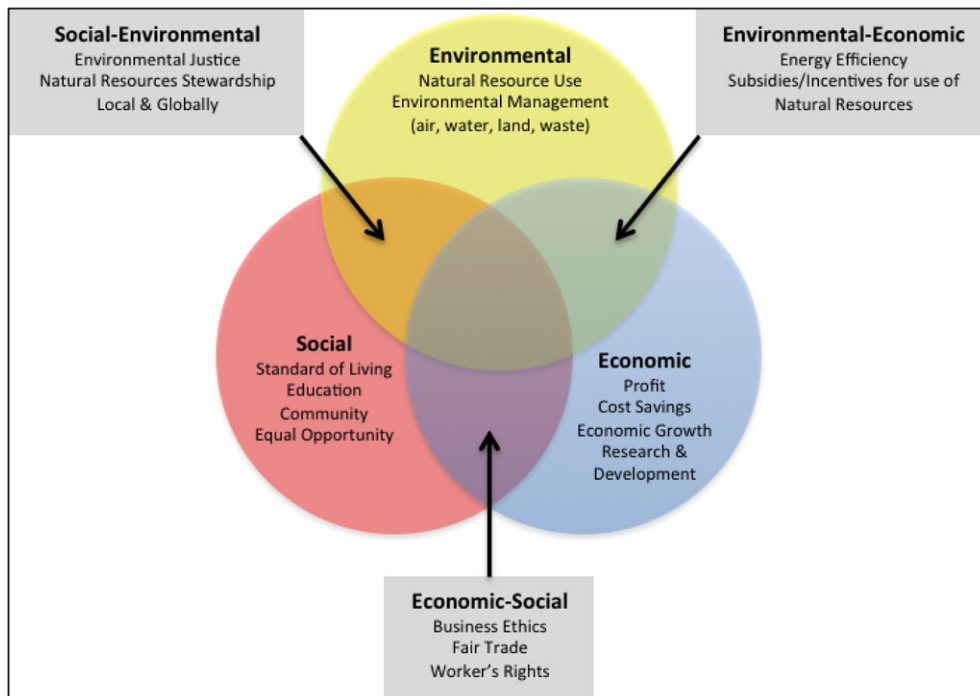 Social-Environmental
Environmental Justice
Natural Resources Stewardship
Local & Globally
Environmental
Natural Resource Use
Environmental Management
(air, water, land, waste)
Environmental-Economic
Energy Efficiency
Subsidies/Incentives for use of
Natural Resources
Social
Standard of Living
Education
Community
Equal Opportunity
Economic
Profit
Cost Savings
Economic Growth
Research &
Development
Economic-Social
Business Ethics
Fair Trade
Worker’s Rights